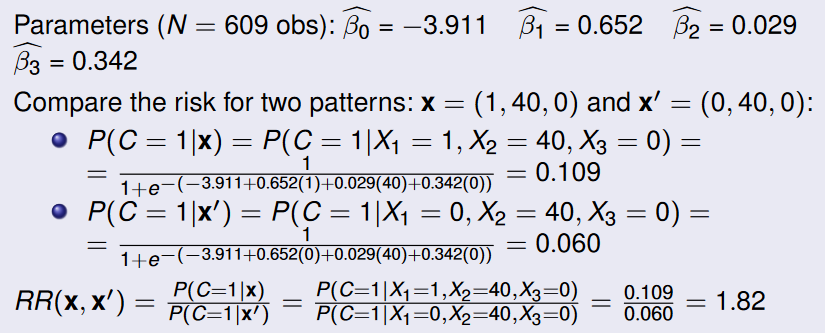 Parameters (N = 609 obs): β̂₀ = −3.911 β̂₁ = 0.652 β̂₂ = 0.029
β̂₃ = 0.342
Compare the risk for two patterns: x = (1, 40, 0) and x′ = (0, 40, 0):
P(C = 1|x) = P(C = 1|X₁ = 1, X₂ = 40, X₃ = 0) =
= 1 / 1+e^−(−3.911+0.652(1)+0.029(40)+0.342(0)) = 0.109
P(C = 1|x′) = P(C = 1|X₁ = 0, X₂ = 40, X₃ = 0) =
= 1 / 1+e^−(−3.911+0.652(0)+0.029(40)+0.342(0)) = 0.060
RR(x, x′) = P(C=1|x) / P(C=1|x′) = P(C=1|X₁=1,X₂=40,X₃=0) / P(C=1|X₁=0,X₂=40,X₃=0) = 0.109 / 0.060 = 1.82